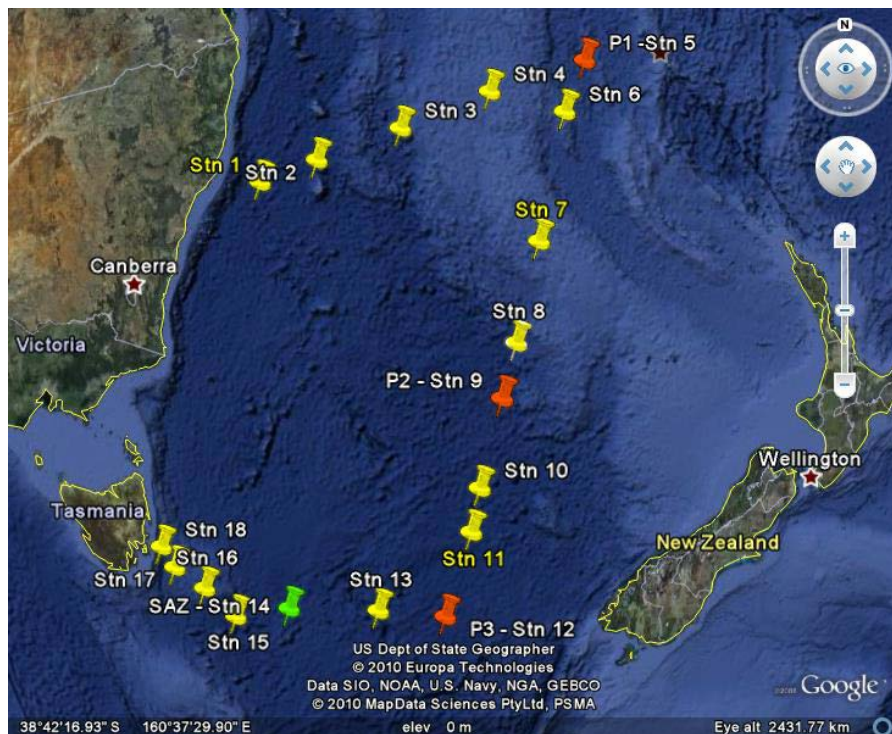 N
P1 -Stn 5
Stn 4
Stn 6
Stn 3
Stn 1
Stn 2
Stn 7
Canberra
Stn 8
Victoria
P2 - Stn 9
Wellington
Stn 10
Tasmania
Stn 18
Stn 11
New Zealand
Stn 16
Stn 17
Stn 13
SAZ - Stn 14
P3 - Stn 12
Stn 15
US Dept of State Geographer
© 2010 Europa Technologies
Data SIO, NOAA, U.S. Navy, NGA, GEBCO
© 2010 MapData Sciences PtyLtd, PSMA
Google
38°42'16.93" S 160°37'29.90" E elev 0 m Eye alt 2431.77 km